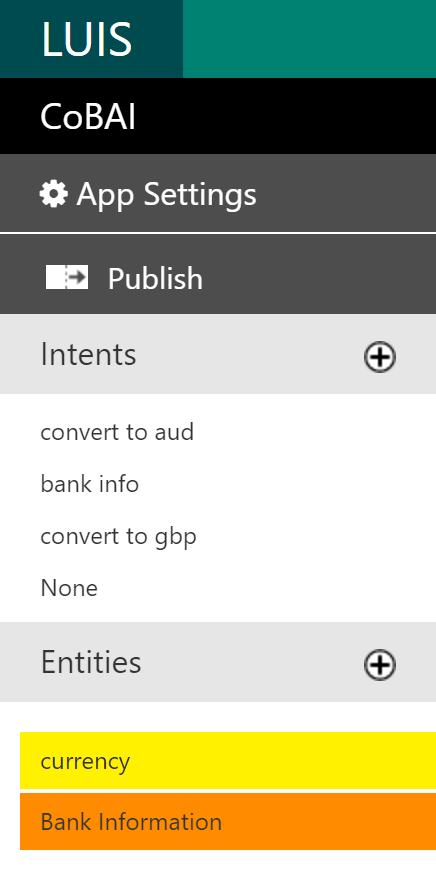 LUIS
CoBAI
App Settings
Publish
Intents
convert to aud
bank info
convert to gbp
None
Entities
currency
Bank Information